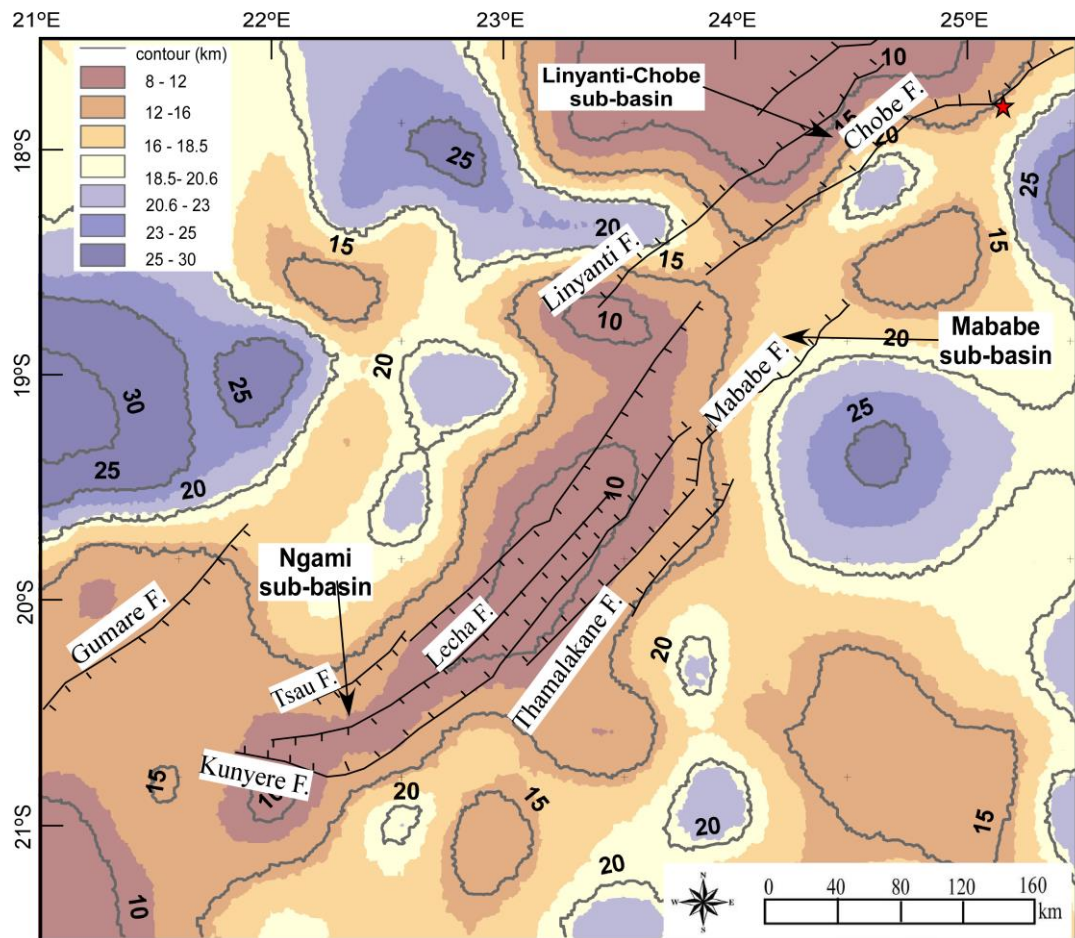 21°E 22°E 23°E 24°E 25°E
contour (km)
8 - 12
12 - 16
16 - 18.5
18.5- 20.6
20.6 - 23
23 - 25
25 - 30
10
Linyanti-Chobe
sub-basin
15
Chobe F.
20
18°S
25
25
20
15
15
15
Linyanti F.
10
20
Mababe
sub-basin
Mababe F.
19°S
20
25
30
25
25
20
10
Ngami
sub-basin
20°S
Gumare F.
Lecha F.
Thamalakane F.
20
Tsau F.
Kunyere F.
15
10
20
15
20
15
21°S
10
20
N
W
E
S
0 40 80 120 160
km